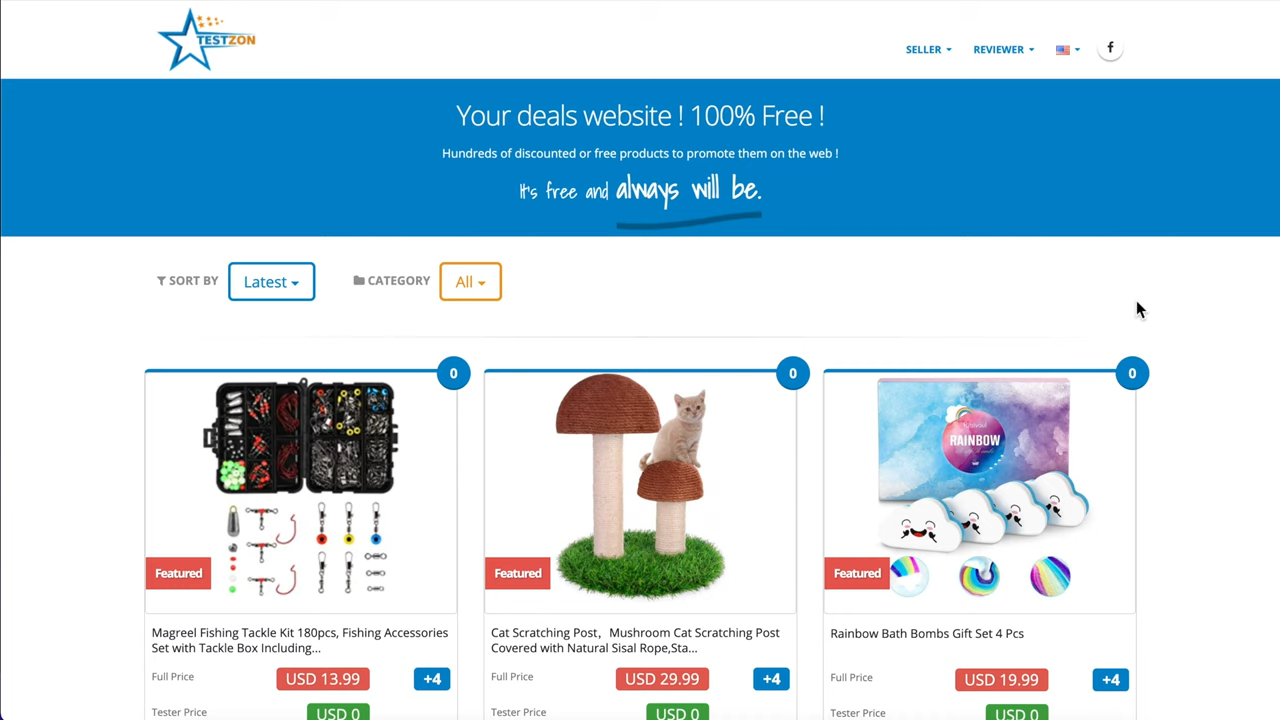 TESTZON
SELLER
REVIEWER
Your deals website ! 100% Free !
Hundreds of discounted or free products to promote them on the web !
It's free and always will be.
SORT BY
Latest
CATEGORY
All
0
0
0
RAINBOW
Featured
Featured
Featured
Magreel Fishing Tackle Kit 180pcs, Fishing Accessories
Set with Tackle Box Including...
Full Price
USD 13.99
+4
Tester Price
USD 0
Cat Scratching Post，Mushroom Cat Scratching Post
Covered with Natural Sisal Rope,Sta...
Full Price
USD 29.99
+4
Tester Price
USD 0
Rainbow Bath Bombs Gift Set 4 Pcs
Full Price
USD 19.99
+4
Tester Price
USD 0